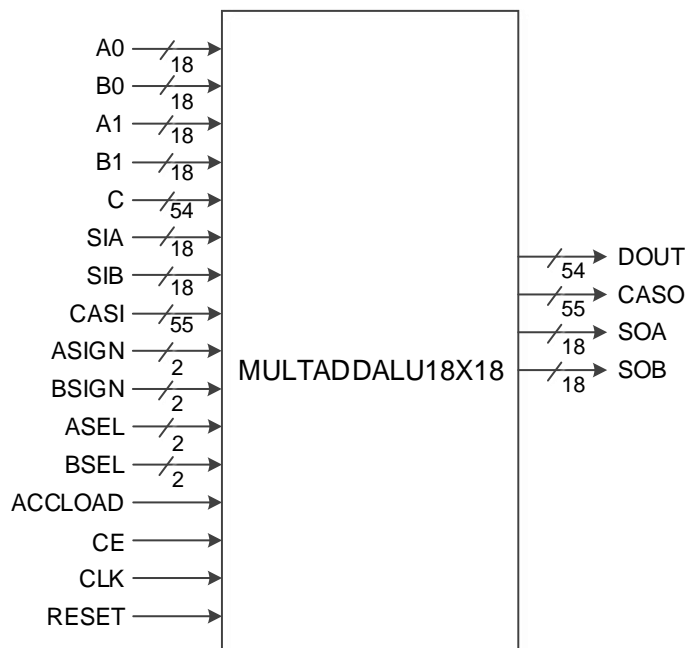 A0
18
B0
18
A1
18
B1
18
C
54
SIA
18
SIB
18
CASI
55
ASIGN
2
BSIGN
2
ASEL
2
BSEL
2
ACCLOAD
CE
CLK
RESET
MULTADDALU18X18
DOUT
54
CASO
55
SOA
18
SOB
18